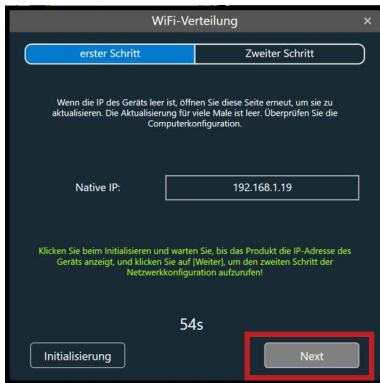 WiFi-Verteilung ×
erster Schritt Zweiter Schritt
Wenn die IP des Geräts leer ist, öffnen Sie diese Seite erneut, um sie zu
aktualisieren. Die Aktualisierung für viele Male ist leer. Überprüfen Sie die
Computerkonfiguration.
Native IP: 192.168.1.19
Klicken Sie beim Initialisieren und warten Sie, bis das Produkt die IP-Adresse des
Geräts anzeigt, und klicken Sie auf [Weiter], um den zweiten Schritt der
Netzwerkkonfiguration aufzurufen!
54s
Initialisierung Next